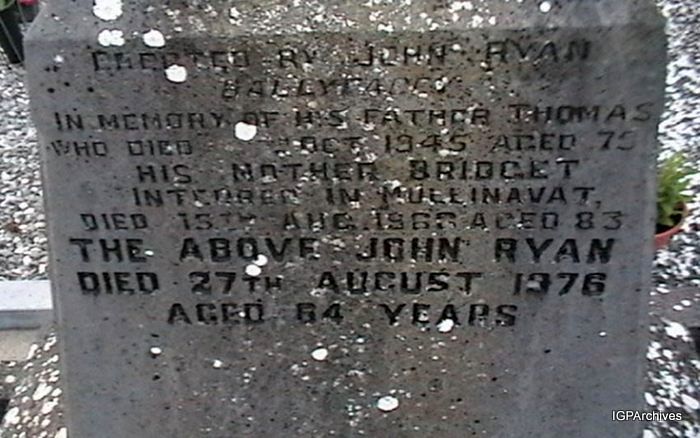 ERECTED BY JOHN RYAN
BALLYFACEY
IN MEMORY OF HIS FATHER THOMAS
WHO DIED OCT 1945 AGED 75
HIS MOTHER BRIDGET
INTERRED IN MULLINAVAT,
DIED 15TH AUG. AGED 83
THE ABOVE JOHN RYAN
DIED 27TH AUGUST 1976
AGED 64 YEARS
IGPArchives